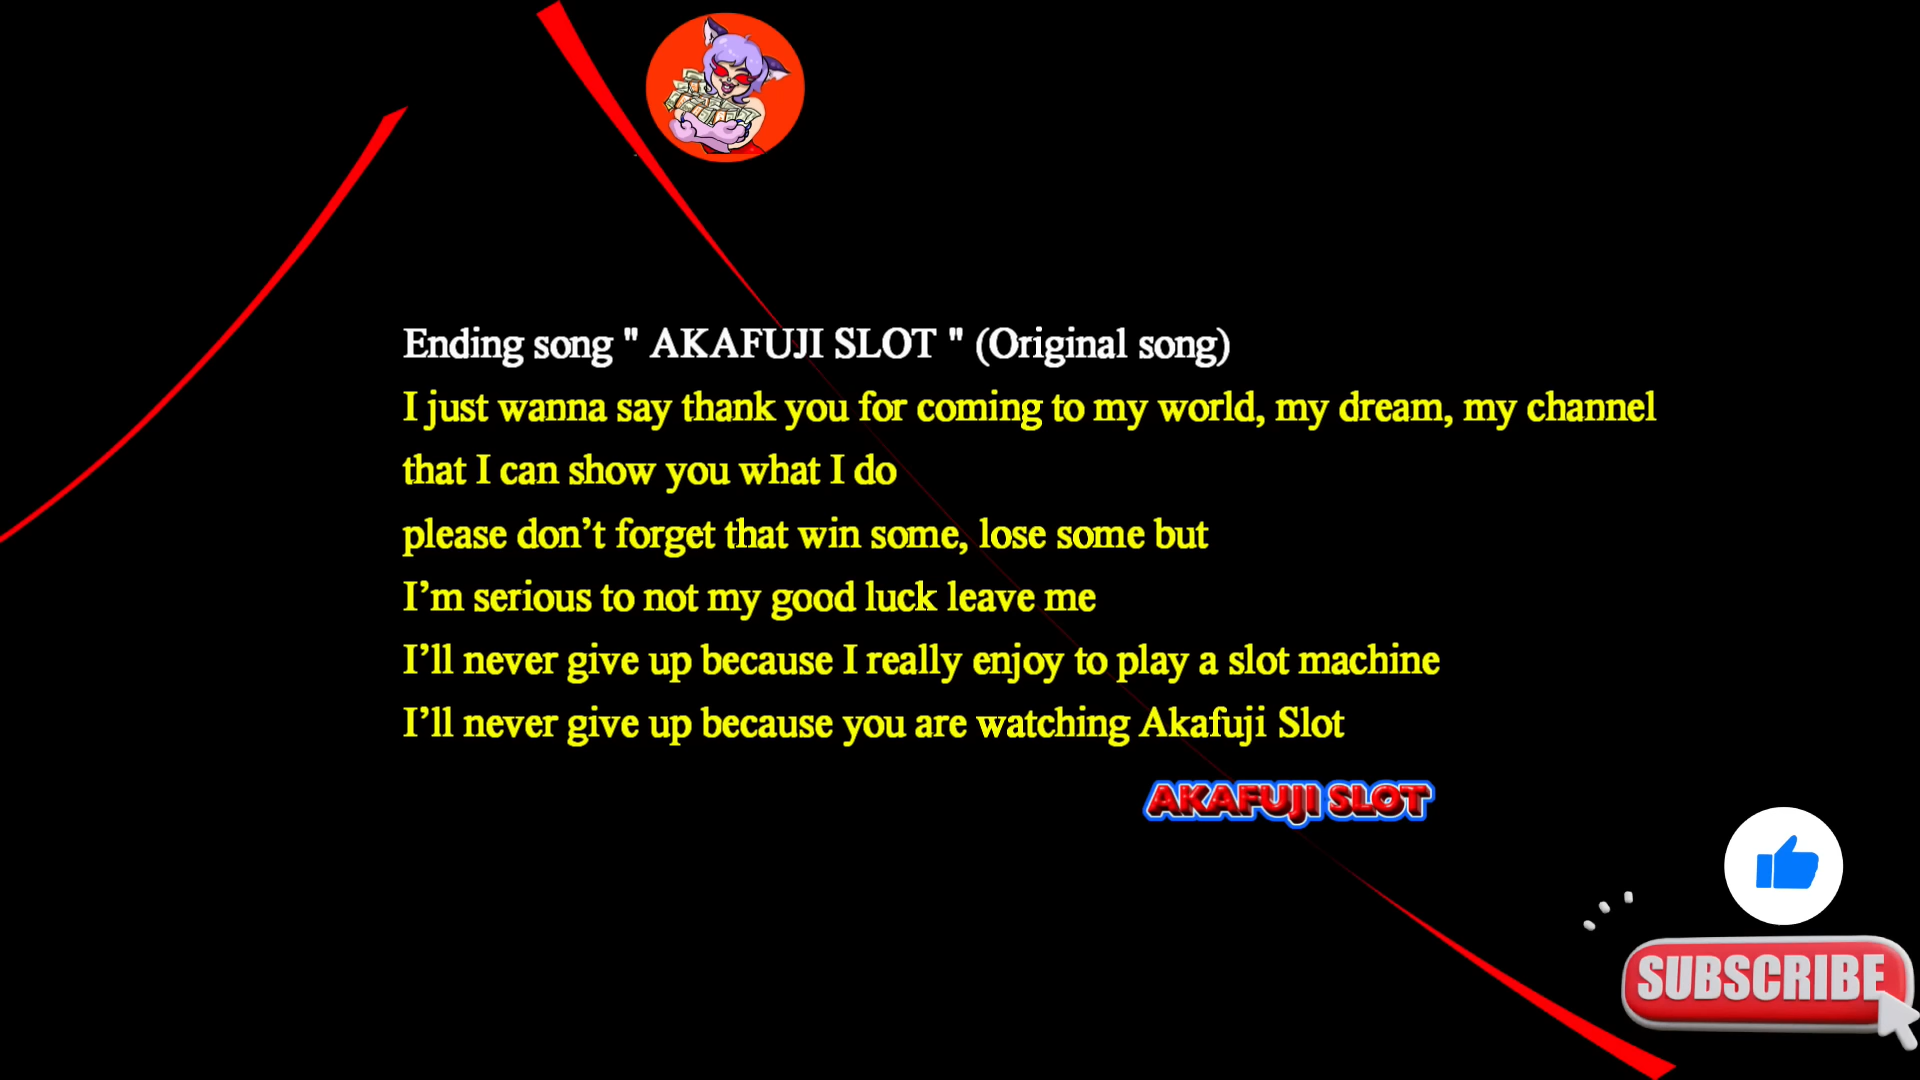 Ending song " AKAFUJI SLOT " (Original song)
I just wanna say thank you for coming to my world, my dream, my channel
that I can show you what I do
please don’t forget that win some, lose some but
I’m serious to not my good luck leave me
I’ll never give up because I really enjoy to play a slot machine
I’ll never give up because you are watching Akafuji Slot
AKAFUJI SLOT
SUBSCRIBE